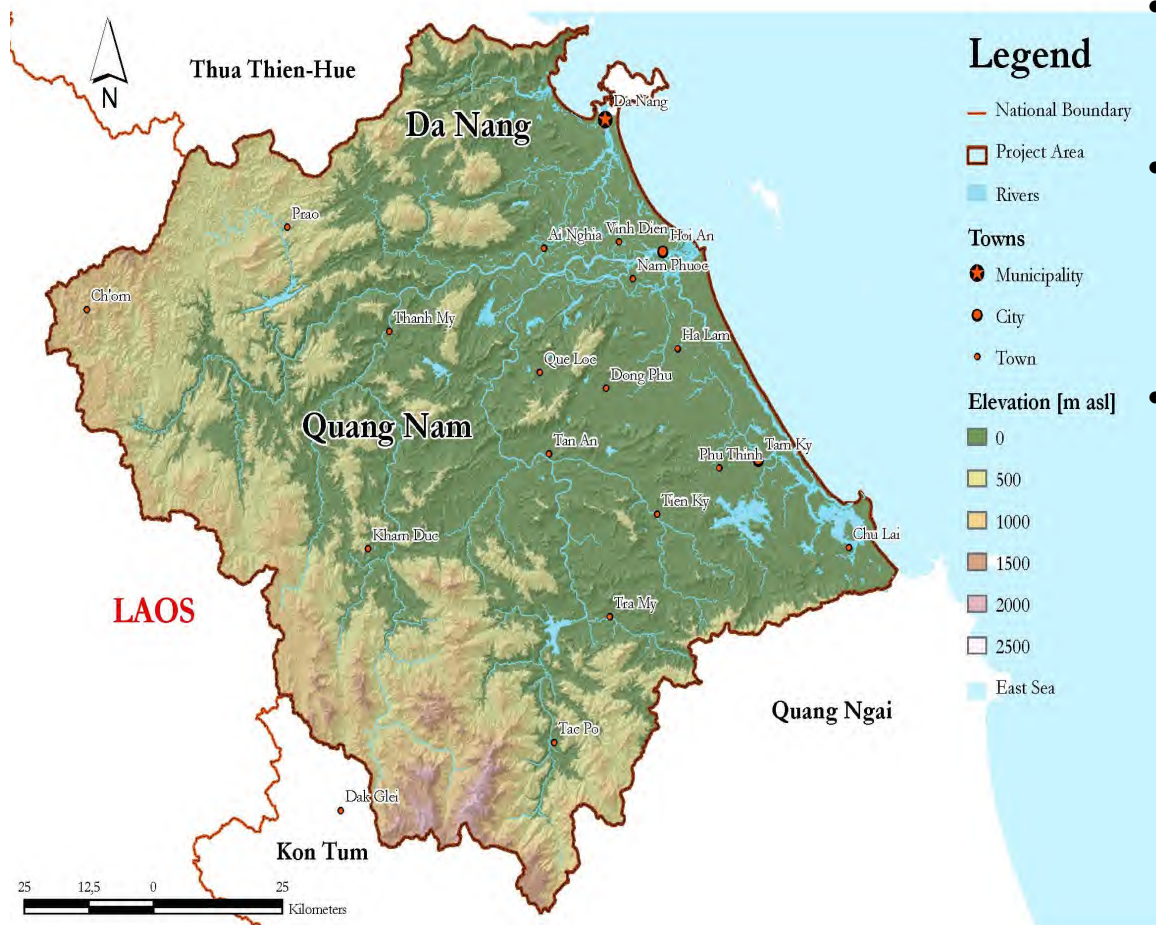 Thua Thien-Hue
N
Da Nang
Da Nang
Prao
Ai Nghia
Vinh Dien
Hoi An
Nam Phuoc
Ch'om
Thanh My
Ha Lam
Que Loc
Dong Phu
Quang Nam
Tan An
Phu Thinh
Tam Ky
Tien Ky
Kham Duc
Chu Lai
LAOS
Tra My
Quang Ngai
Tac Po
Dak Glei
Kon Tum
25 12,5 0 25
Kilometers
Legend
National Boundary
Project Area
Rivers
Towns
Municipality
City
Town
Elevation [m asl]
0
500
1000
1500
2000
2500
East Sea